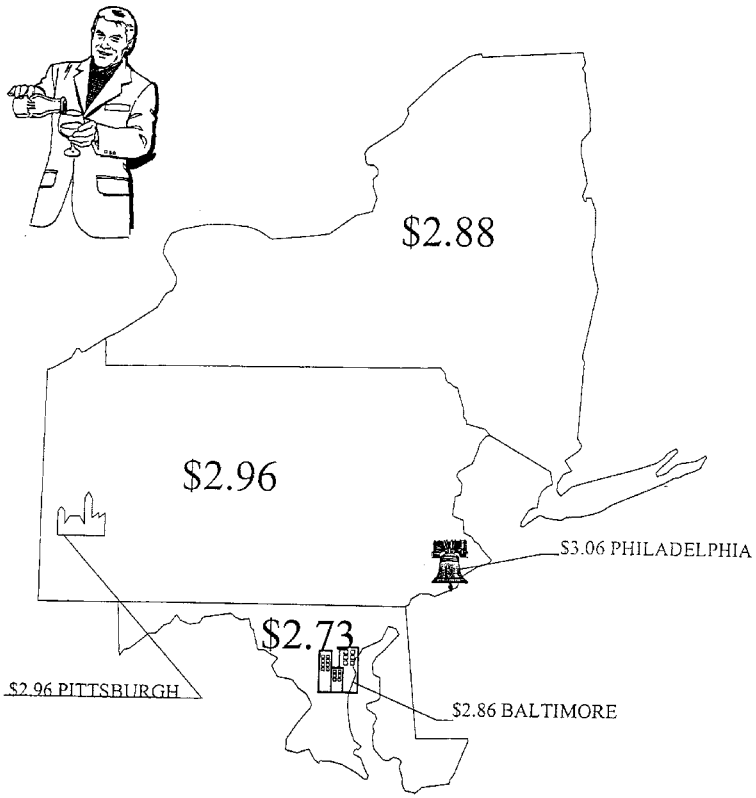 $2.88
$2.96
$3.06 PHILADELPHIA
$2.73
$2.96 PITTSBURGH
$2.86 BALTIMORE